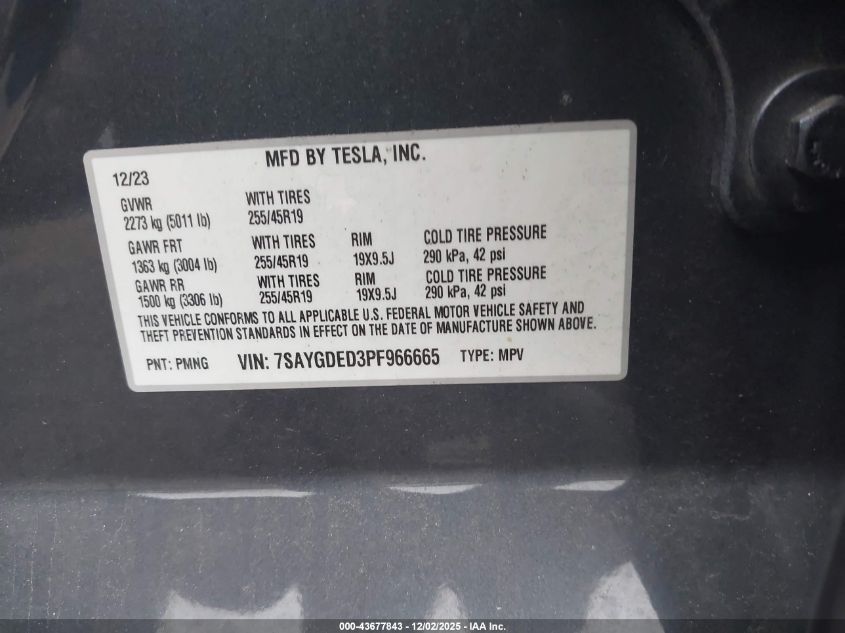 MFD BY TESLA, INC.
12/23
GVWR WITH TIRES
2273 kg (5011 lb) 255/45R19
GAWR FRT WITH TIRES RIM COLD TIRE PRESSURE
1363 kg (3004 lb) 255/45R19 19X9.5J 290 kPa, 42 psi
GAWR RR WITH TIRES RIM COLD TIRE PRESSURE
1500 kg (3306 lb) 255/45R19 19X9.5J 290 kPa, 42 psi
THIS VEHICLE CONFORMS TO ALL APPLICABLE U.S. FEDERAL MOTOR VEHICLE SAFETY AND
THEFT PREVENTION STANDARDS IN EFFECT ON THE DATE OF MANUFACTURE SHOWN ABOVE.
PNT: PMNG VIN: 7SAYGDED3PF966665 TYPE: MPV
000-43677843 - 12/02/2025 - IAA Inc.